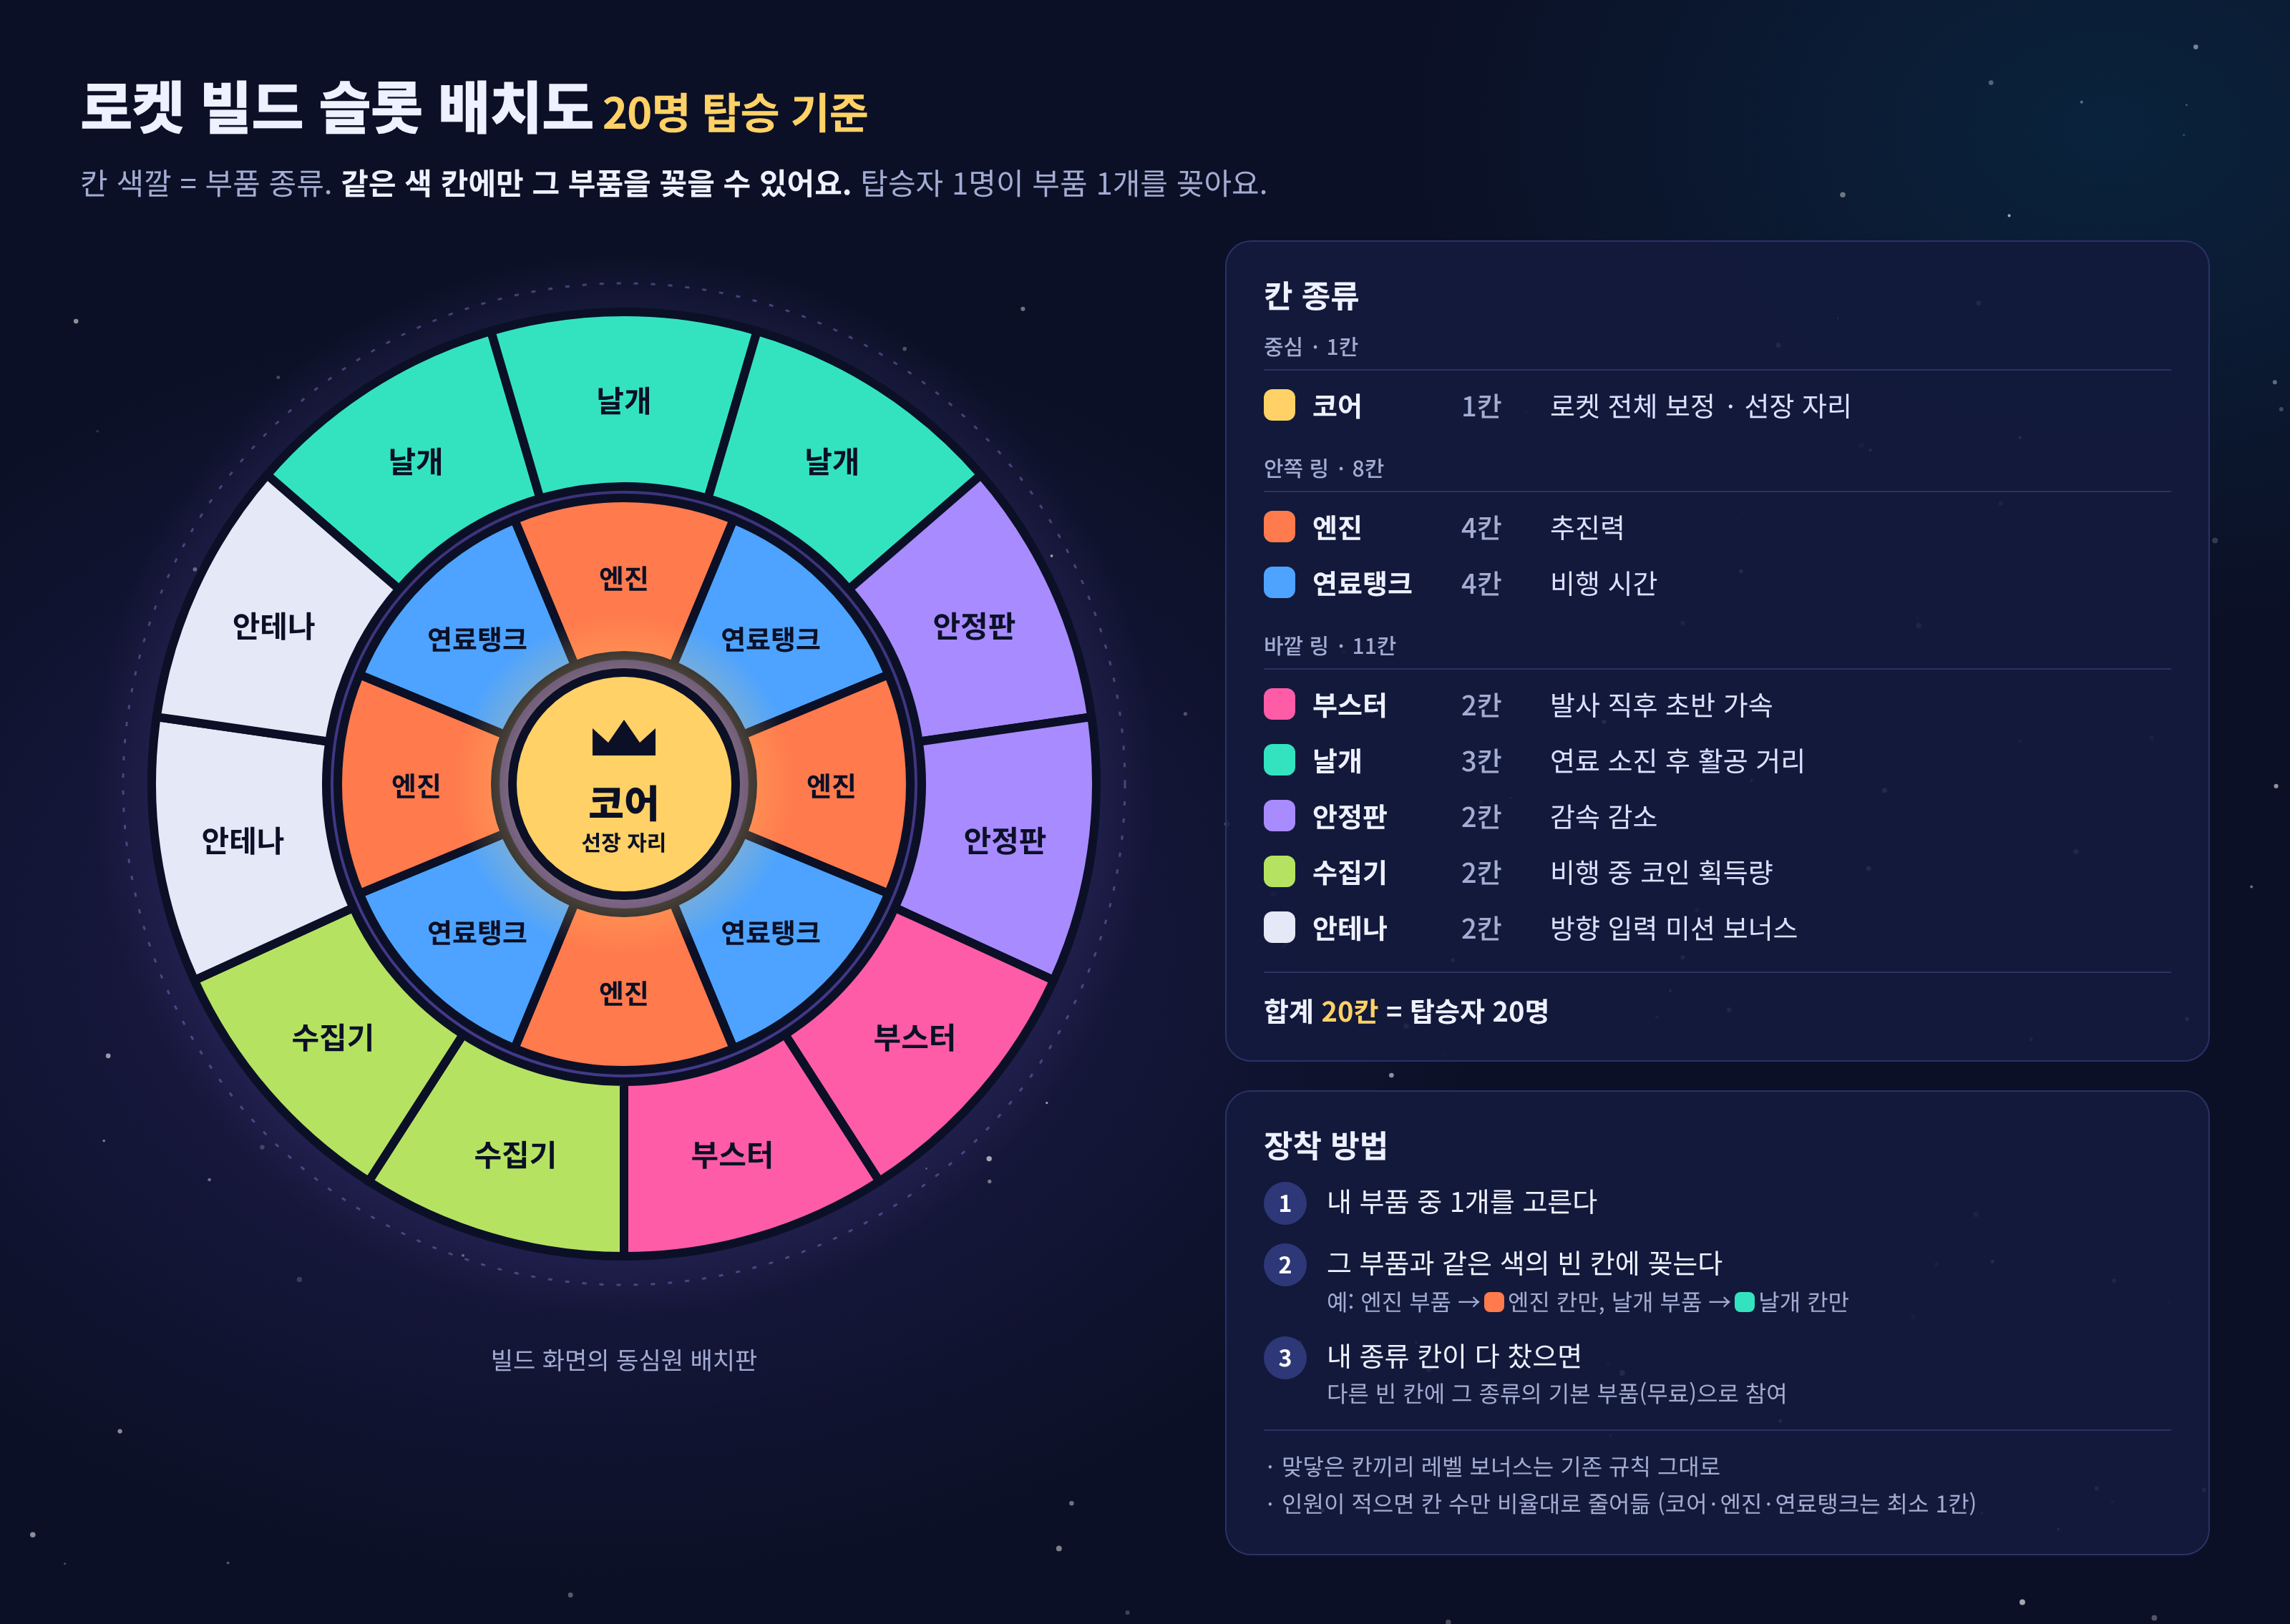 로켓 빌드 슬롯 배치도 20명 탑승 기준
칸 색깔 = 부품 종류. 같은 색 칸에만 그 부품을 꽂을 수 있어요. 탑승자 1명이 부품 1개를 꽂아요.
날개
날개
날개
안테나
안정판
안테나
안정판
수집기
부스터
수집기
부스터
엔진
연료탱크
연료탱크
엔진
엔진
연료탱크
연료탱크
엔진
코어
선장 자리
빌드 화면의 동심원 배치판
칸 종류
중심 · 1칸
코어 1칸 로켓 전체 보정 · 선장 자리
안쪽 링 · 8칸
엔진 4칸 추진력
연료탱크 4칸 비행 시간
바깥 링 · 11칸
부스터 2칸 발사 직후 초반 가속
날개 3칸 연료 소진 후 활공 거리
안정판 2칸 감속 감소
수집기 2칸 비행 중 코인 획득량
안테나 2칸 방향 입력 미션 보너스
합계 20칸 = 탑승자 20명
장착 방법
1 내 부품 중 1개를 고른다
2 그 부품과 같은 색의 빈 칸에 꽂는다
예: 엔진 부품 → 엔진 칸만, 날개 부품 → 날개 칸만
3 내 종류 칸이 다 찼으면
다른 빈 칸에 그 종류의 기본 부품(무료)으로 참여
· 맞닿은 칸끼리 레벨 보너스는 기존 규칙 그대로
· 인원이 적으면 칸 수만 비율대로 줄어듦 (코어·엔진·연료탱크는 최소 1칸)